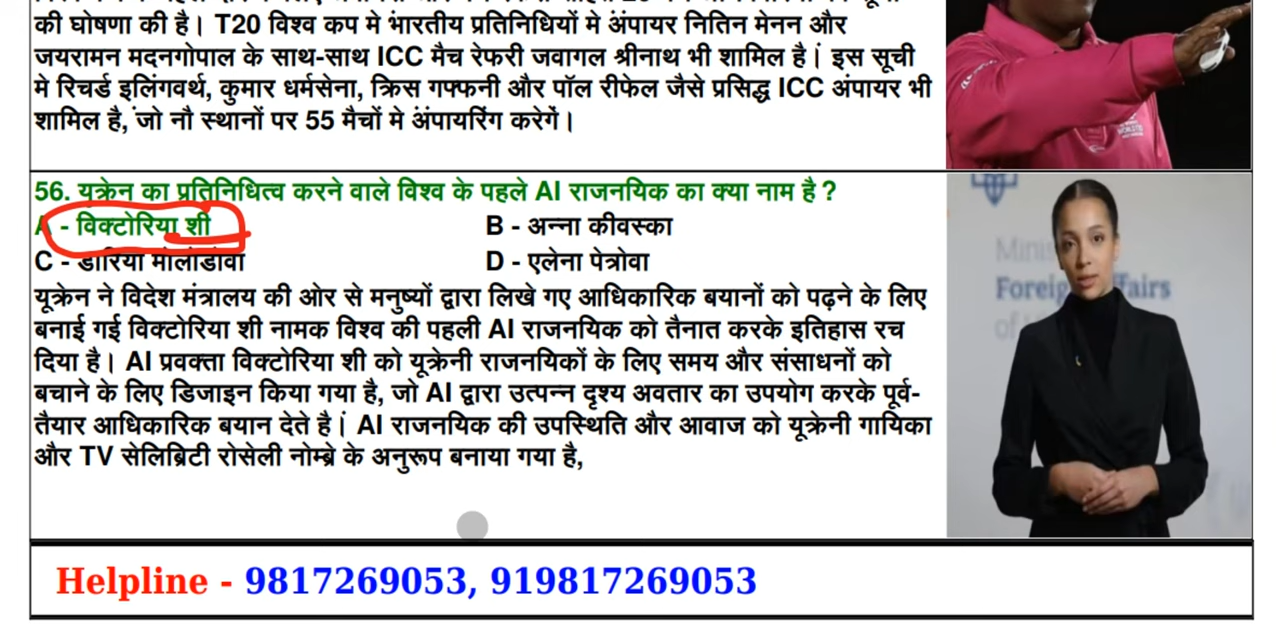 की घोषणा की है। T20 विश्व कप मे भंारतीय प्रतिनिधियों मे अंपायर नितिन मेनन और
जयरामन मदनगोपाल के साथ-साथ ICC मैच रेफरी जवागल श्रीनाथ भी शामिल हैं। इस सूची
मे रिचर्ड इलिंगवर्थ, कुमार धर्मसेना, क्रिस गफ्फनी और पॉल रीफेल जैसे प्रसिद्ध ICC अंपायर भी
शामिल है, जो नौ स्थानों पर 55 मैचों मे अंपायरिंग करेगें।
56. यूक्रेन का प्रतिनिधित्व करने वाले विश्व के पहले AI राजनयिक का क्या नाम है ?
A - विक्टोरिया शी
B - अन्ना कीवस्का
C - डारिया मोलोडोवा
D - एलेना पेत्रोवा
यूक्रेन ने विदेश मंत्रालय की ओर से मनुष्यों द्वारा लिखे गए आधिकारिक बयानों को पढ़ने के लिए
बनाई गई विक्टोरिया शी नामक विश्व की पहली AI राजनयिक को तैनात करके इतिहास रच
दिया है। AI प्रवक्ता विक्टोरिया शी को यूक्रेनी राजनयिकों के लिए समय और संसाधनों को
बचाने के लिए डिजाइन किया गया है, जो AI द्वारा उत्पन्न दृश्य अवतार का उपयोग करके पूर्व-
तैयार आधिकारिक बयान देते हैं। AI राजनयिक की उपस्थिति और आवाज को यूक्रेनी गायिका
और TV सेलिब्रिटी रोसेली नोम्ब्रे के अनुरूप बनाया गया है,
Foreign Affairs
of
Helpline - 9817269053, 919817269053